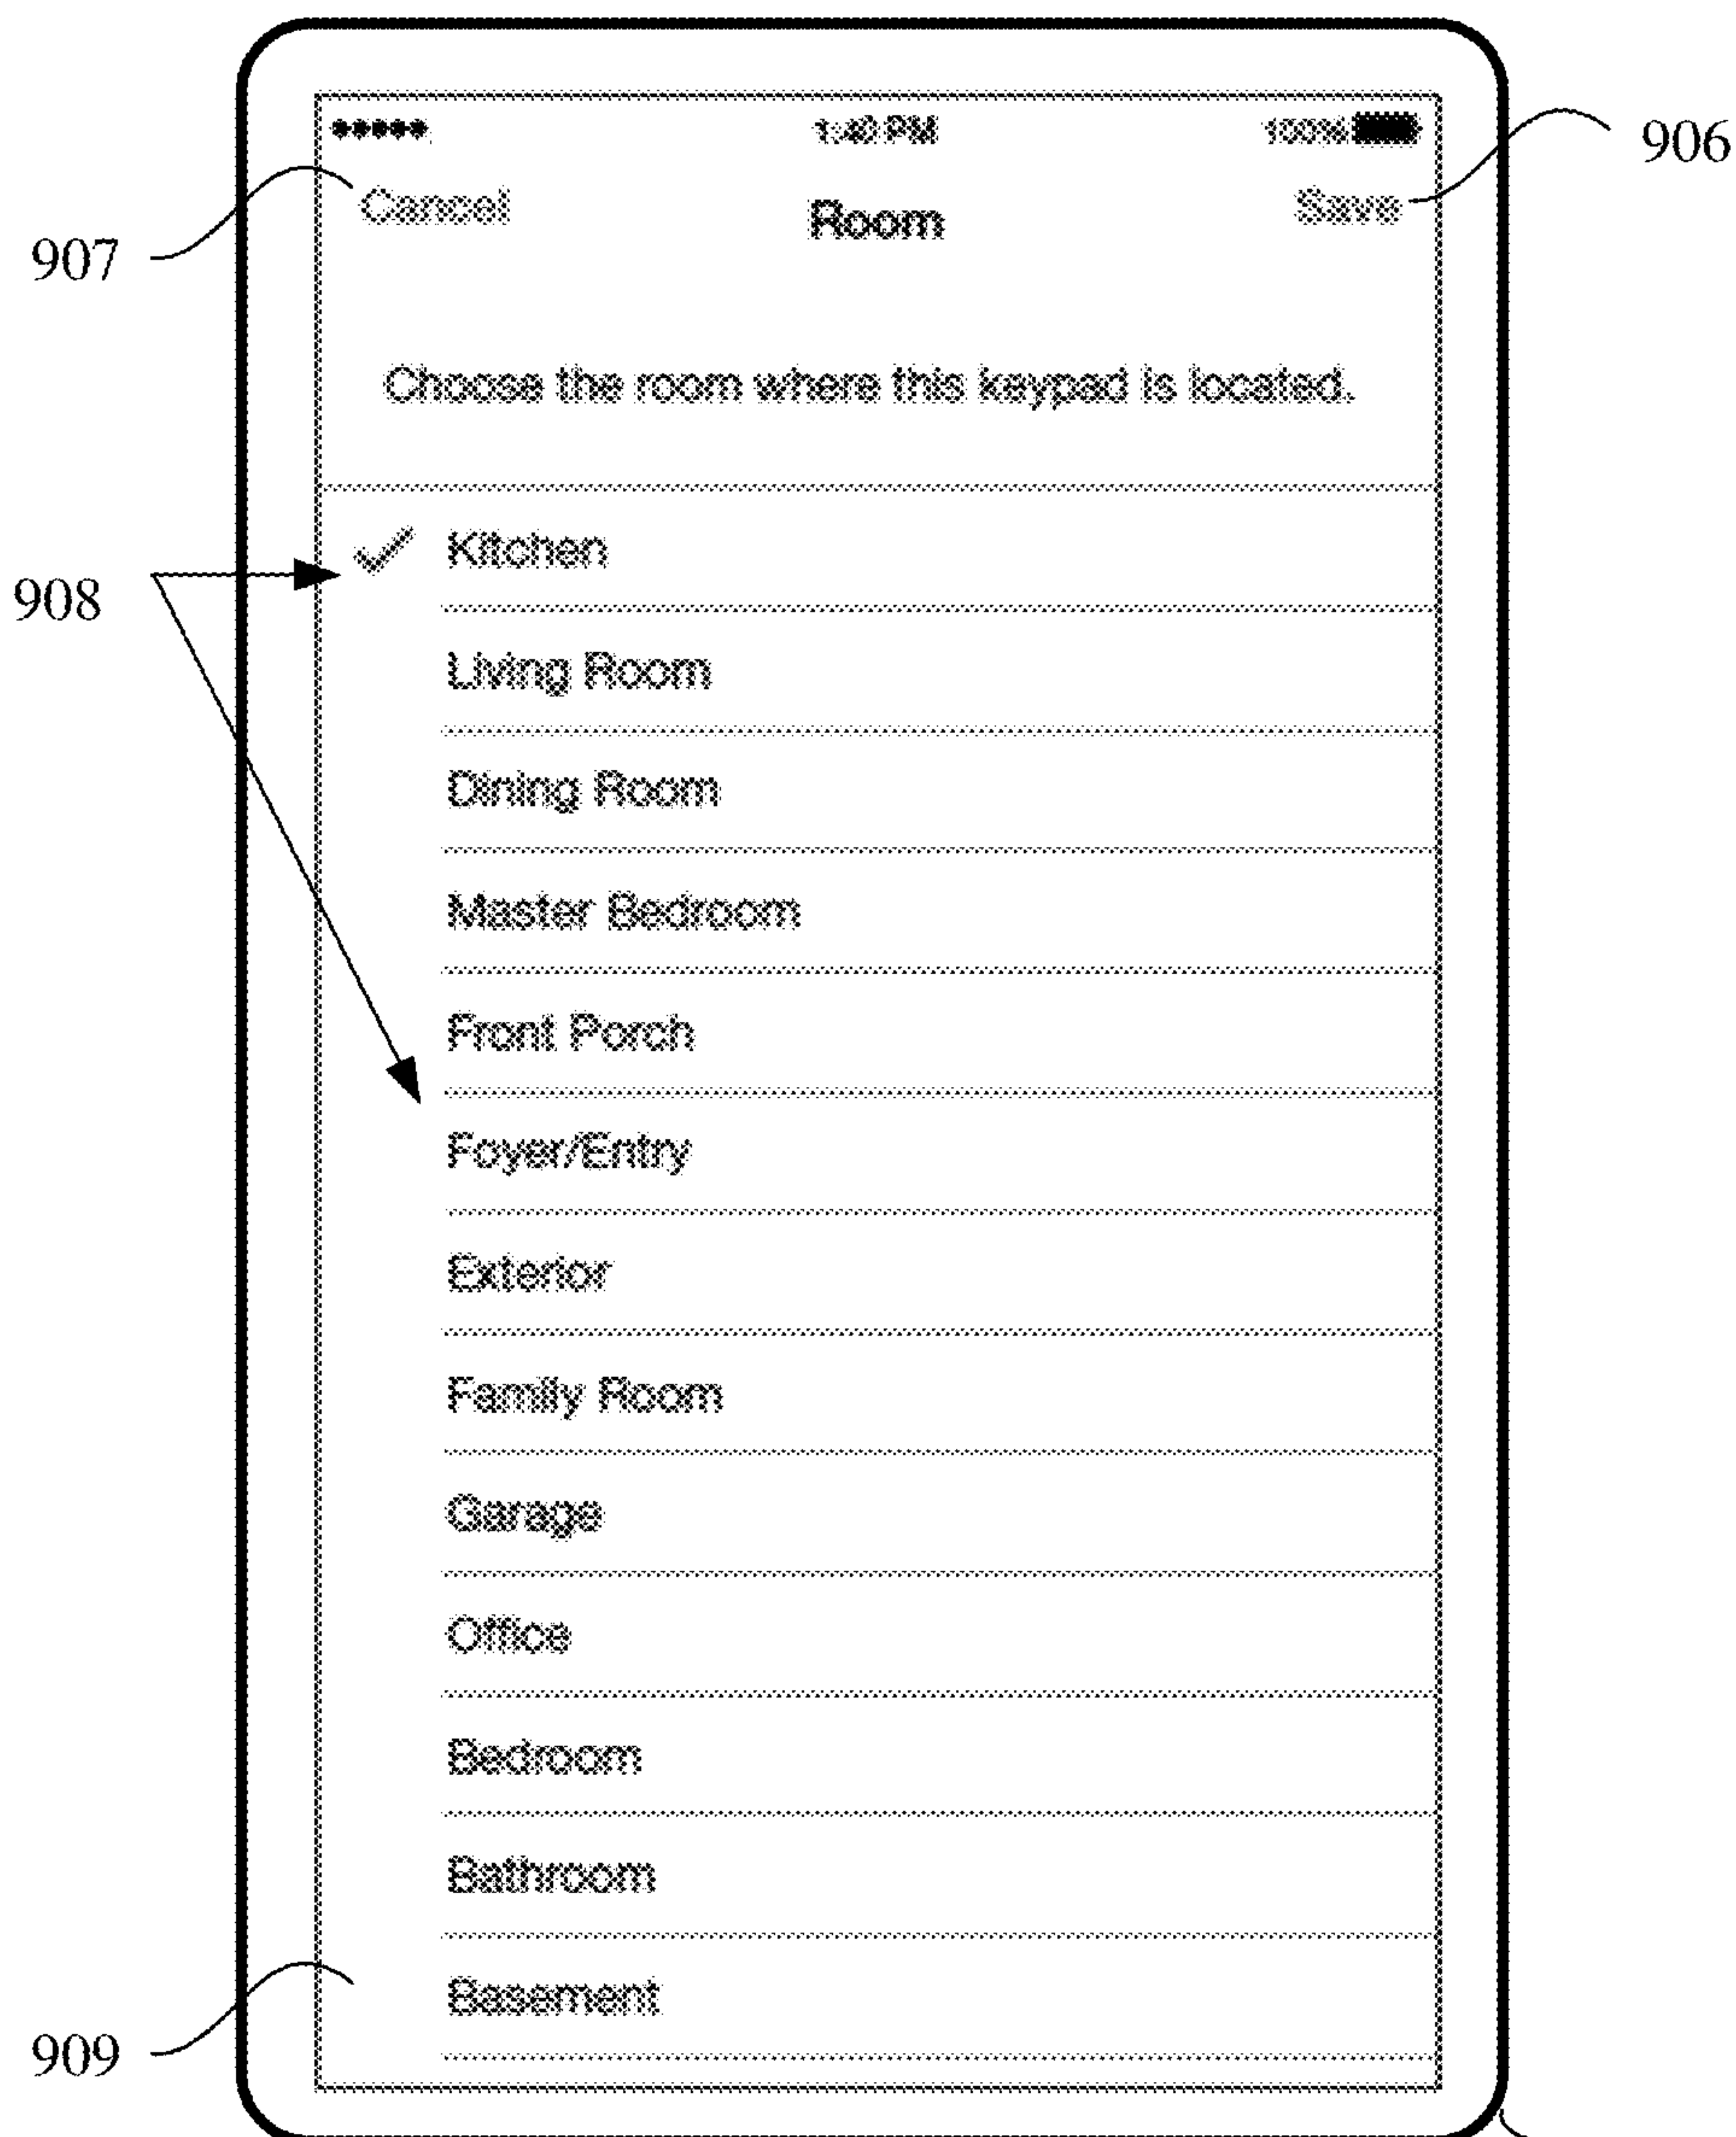 1:40 PM 100%
906
Cancel Room Save
907
Choose the room where this keypad is located.
Kitchen
908
Living Room
Dining Room
Master Bedroom
Front Porch
Foyer/Entry
Exterior
Family Room
Garage
Office
Bedroom
Bathroom
Basement
909